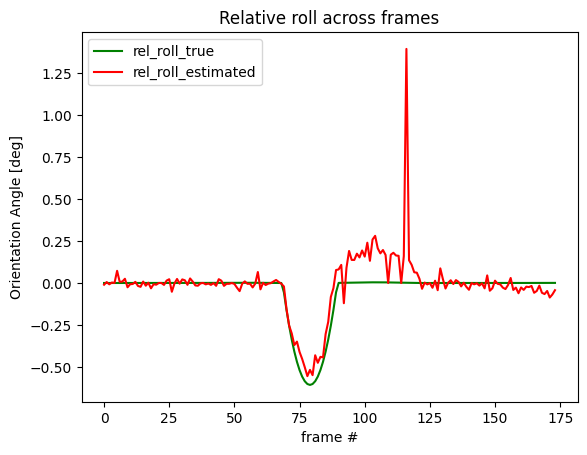 Relative roll across frames
rel_roll_true
rel_roll_estimated
Orientation Angle [deg]
1.25
1.00
0.75
0.50
0.25
0.00
−0.25
−0.50
0 25 50 75 100 125 150 175
frame #